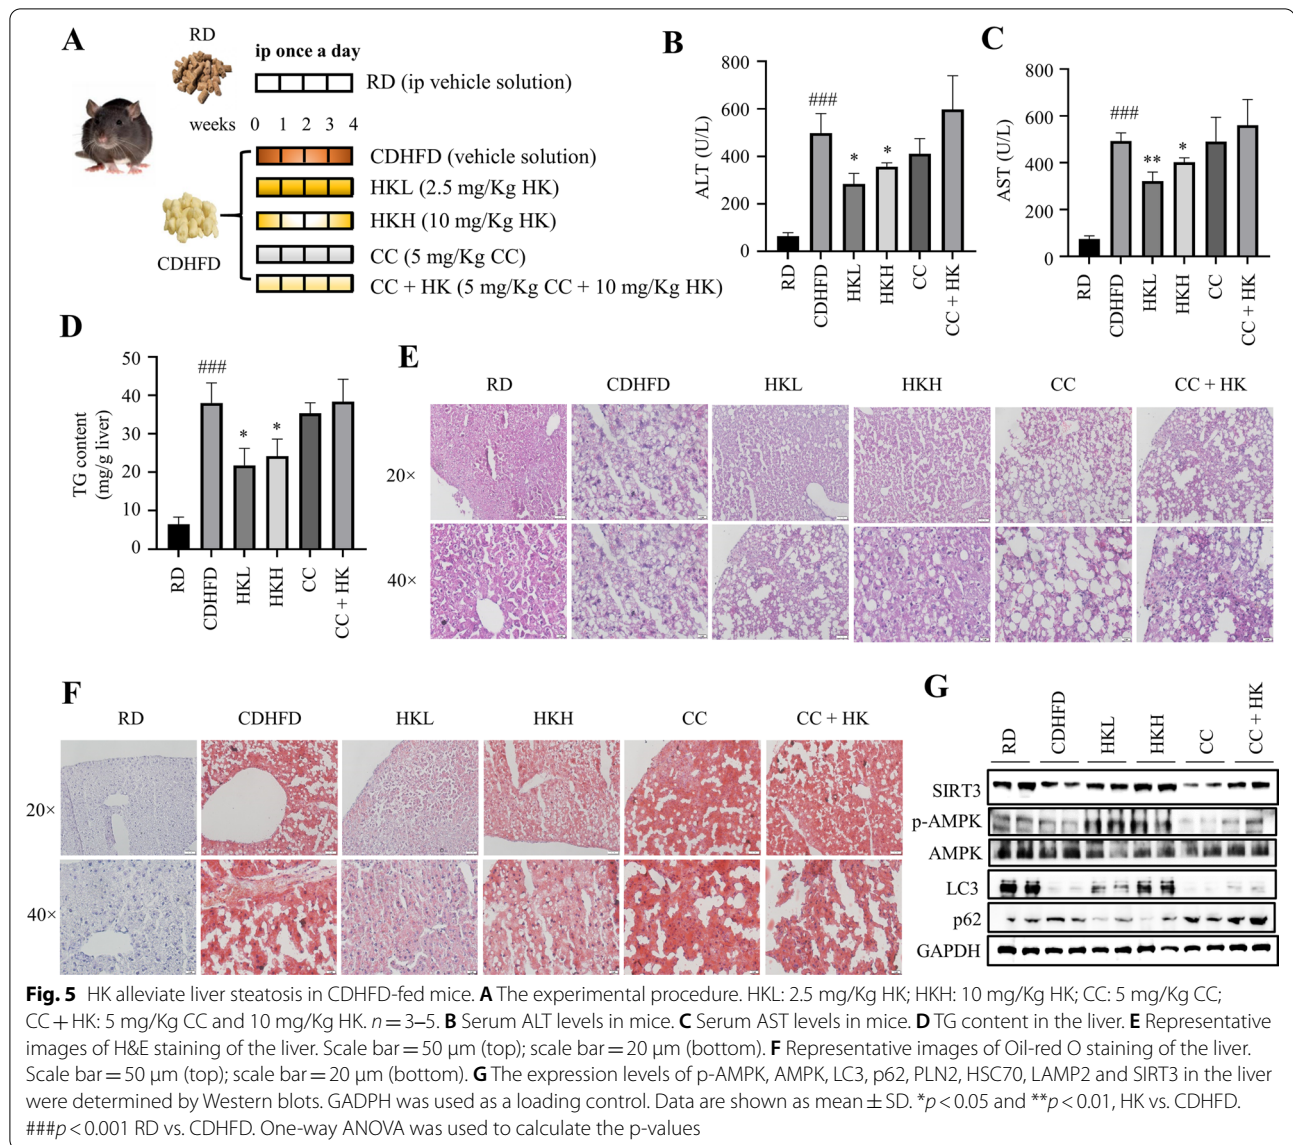 A
RD
ip once a day
RD (ip vehicle solution)
weeks 0 1 2 3 4
CDHFD (vehicle solution)
HKL (2.5 mg/Kg HK)
HKH (10 mg/Kg HK)
CDHFD
CC (5 mg/Kg CC)
CC + HK (5 mg/Kg CC + 10 mg/Kg HK)
B
ALT (U/L)
800
600
400
200
0
###
*
*
RD
CDHFD
HKL
HKH
CC
CC + HK
C
AST (U/L)
800
600
400
200
0
###
**
*
RD
CDHFD
HKL
HKH
CC
CC + HK
D
TG content
(mg/g liver)
50
40
30
20
10
0
###
*
*
RD
CDHFD
HKL
HKH
CC
CC + HK
E
RD CDHFD HKL HKH CC CC + HK
20×
40×
F
RD CDHFD HKL HKH CC CC + HK
20×
40×
G
RD CDHFD HKL HKH CC CC + HK
SIRT3
p-AMPK
AMPK
LC3
p62
GAPDH
Fig. 5 HK alleviate liver steatosis in CDHFD-fed mice. A The experimental procedure. HKL: 2.5 mg/Kg HK; HKH: 10 mg/Kg HK; CC: 5 mg/Kg CC;
CC + HK: 5 mg/Kg CC and 10 mg/Kg HK. n = 3–5. B Serum ALT levels in mice. C Serum AST levels in mice. D TG content in the liver. E Representative
images of H&E staining of the liver. Scale bar = 50 μm (top); scale bar = 20 μm (bottom). F Representative images of Oil-red O staining of the liver.
Scale bar = 50 μm (top); scale bar = 20 μm (bottom). G The expression levels of p-AMPK, AMPK, LC3, p62, PLN2, HSC70, LAMP2 and SIRT3 in the liver
were determined by Western blots. GADPH was used as a loading control. Data are shown as mean ± SD. *p < 0.05 and **p < 0.01, HK vs. CDHFD.
###p < 0.001 RD vs. CDHFD. One-way ANOVA was used to calculate the p-values